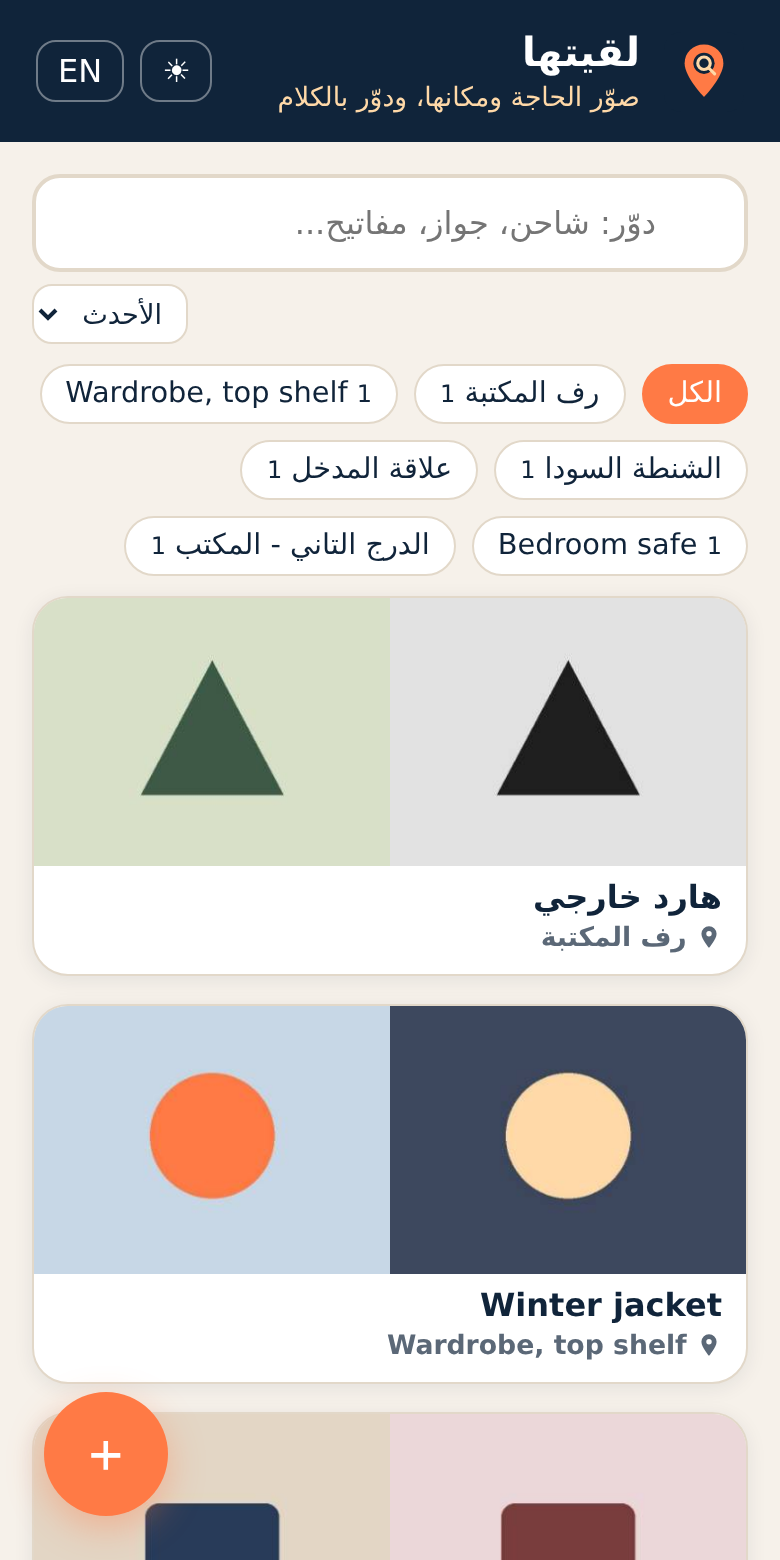 لقيتها
صوّر الحاجة ومكانها، ودوّر بالكلام
☀
EN
دوّر: شاحن، جواز، مفاتيح...
الأحدث
الكل
رف المكتبة 1
Wardrobe, top shelf 1
الشنطة السودا 1
علاقة المدخل 1
Bedroom safe 1
الدرج التاني - المكتب 1
هارد خارجي
رف المكتبة
Winter jacket
Wardrobe, top shelf
+